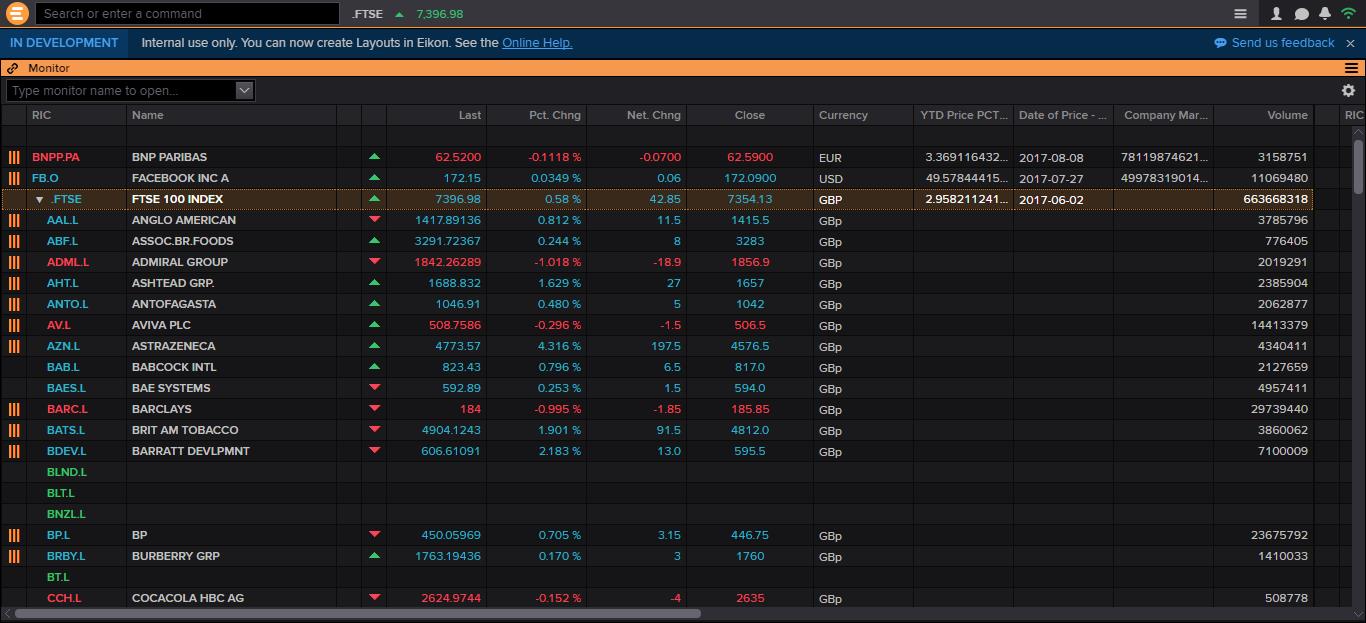 Search or enter a command .FTSE 7,396.98
IN DEVELOPMENT Internal use only. You can now create Layouts in Eikon. See the Online Help. Send us feedback
Monitor
Type monitor name to open...
RIC Name Last Pct. Chng Net. Chng Close Currency YTD Price PCT... Date of Price - ... Company Mar... Volume RIC
BNPP.PA BNP PARIBAS 62.5200 -0.1118 % -0.0700 62.5900 EUR 3.369116432... 2017-08-08 78119874621... 3158751
FB.O FACEBOOK INC A 172.15 0.0349 % 0.06 172.0900 USD 49.57844415... 2017-07-27 49978319014... 11069480
.FTSE FTSE 100 INDEX 7396.98 0.58 % 42.85 7354.13 GBP 2.958211241... 2017-06-02 663668318
AAL.L ANGLO AMERICAN 1417.89136 0.812 % 11.5 1415.5 GBp 3785796
ABF.L ASSOC.BR.FOODS 3291.72367 0.244 % 8 3283 GBp 776405
ADML.L ADMIRAL GROUP 1842.26289 -1.018 % -18.9 1856.9 GBp 2019291
AHT.L ASHTEAD GRP. 1688.832 1.629 % 27 1657 GBp 2385904
ANTO.L ANTOFAGASTA 1046.91 0.480 % 5 1042 GBp 2062877
AV.L AVIVA PLC 508.7586 -0.296 % -1.5 506.5 GBp 14413379
AZN.L ASTRAZENECA 4773.57 4.316 % 197.5 4576.5 GBp 4340411
BAB.L BABCOCK INTL 823.43 0.796 % 6.5 817.0 GBp 2127659
BAES.L BAE SYSTEMS 592.89 0.253 % 1.5 594.0 GBp 4957411
BARC.L BARCLAYS 184 -0.995 % -1.85 185.85 GBp 29739440
BATS.L BRIT AM TOBACCO 4904.1243 1.901 % 91.5 4812.0 GBp 3860062
BDEV.L BARRATT DEVLPMNT 606.61091 2.183 % 13.0 595.5 GBp 7100009
BLND.L
BLT.L
BNZL.L
BP.L BP 450.05969 0.705 % 3.15 446.75 GBp 23675792
BRBY.L BURBERRY GRP 1763.19436 0.170 % 3 1760 GBp 1410033
BT.L
CCH.L COCACOLA HBC AG 2624.9744 -0.152 % -4 2635 GBp 508778